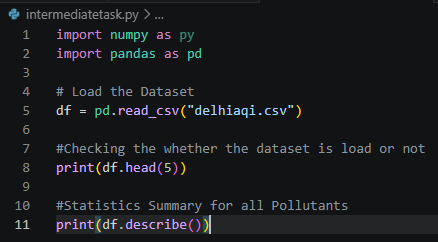 intermediatetask.py > ...
1 import numpy as py
2 import pandas as pd
3
4 # Load the Dataset
5 df = pd.read_csv("delhiaqi.csv")
6
7 #Checking the whether the dataset is load or not
8 print(df.head(5))
9
10 #Statistics Summary for all Pollutants
11 print(df.describe())